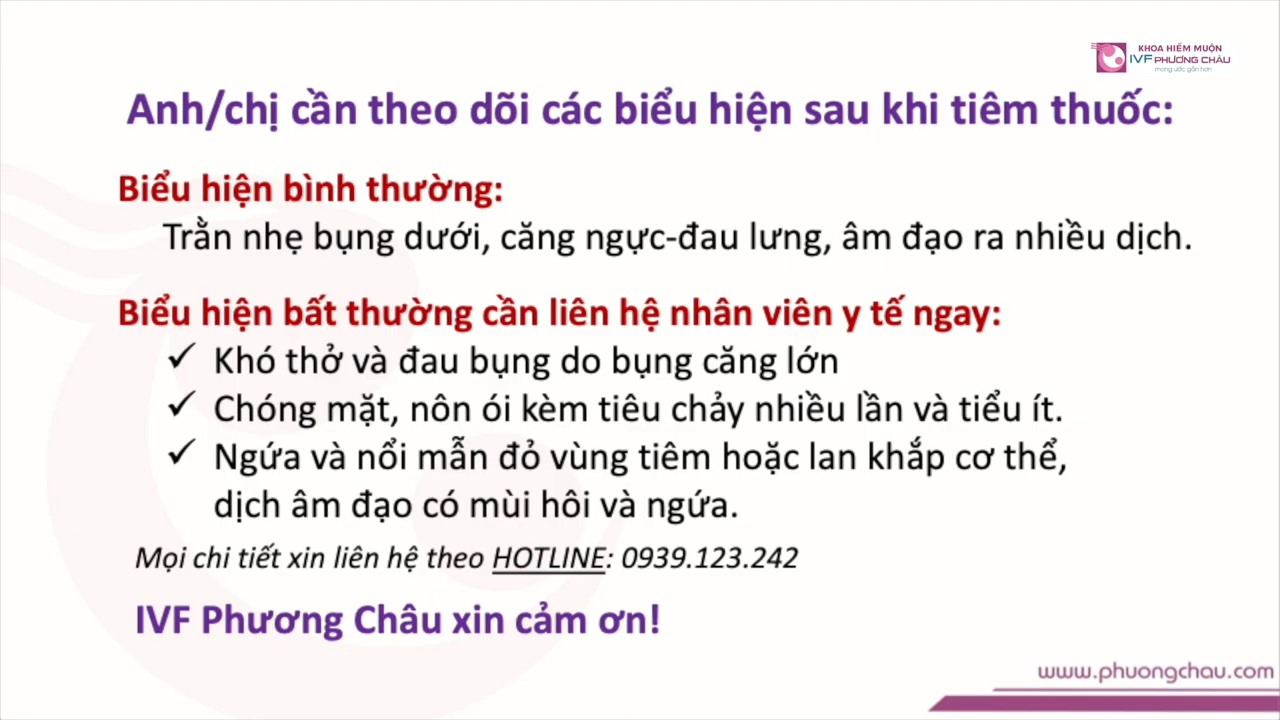 KHOA HIẾM MUỘN
IVF PHƯƠNG CHÂU
mong ước gần hơn
Anh/chị cần theo dõi các biểu hiện sau khi tiêm thuốc:
Biểu hiện bình thường:
Trằn nhẹ bụng dưới, căng ngực-đau lưng, âm đạo ra nhiều dịch.
Biểu hiện bất thường cần liên hệ nhân viên y tế ngay:
✓ Khó thở và đau bụng do bụng căng lớn
✓ Chóng mặt, nôn ói kèm tiêu chảy nhiều lần và tiểu ít.
✓ Ngứa và nổi mẫn đỏ vùng tiêm hoặc lan khắp cơ thể,
dịch âm đạo có mùi hôi và ngứa.
Mọi chi tiết xin liên hệ theo HOTLINE: 0939.123.242
IVF Phương Châu xin cảm ơn!
www.phuongchau.com